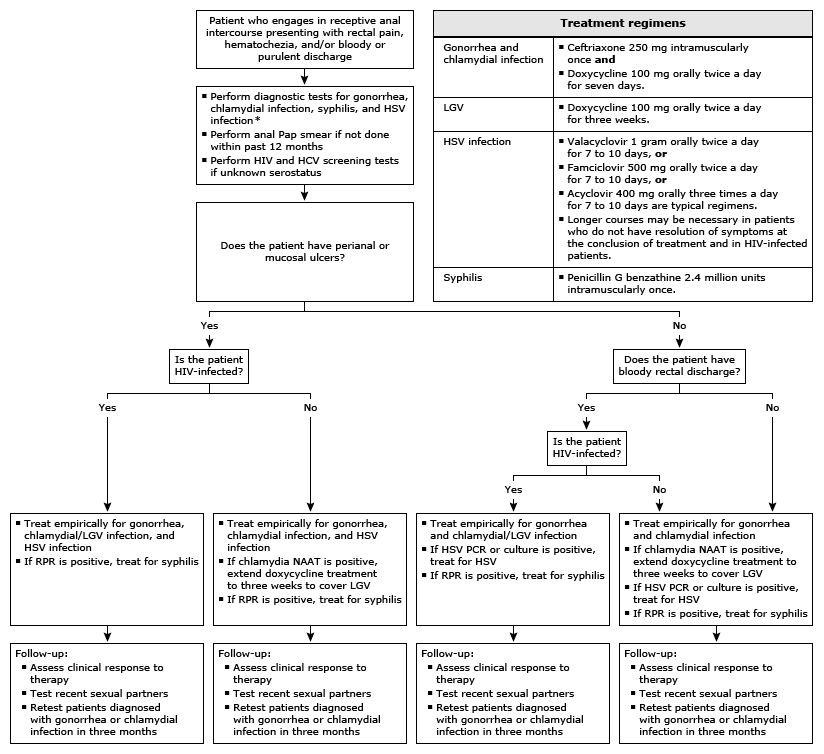 Patient who engages in receptive anal
intercourse presenting with rectal pain,
hematochezia, and/or bloody or
purulent discharge
▪ Perform diagnostic tests for gonorrhea,
chlamydial infection, syphilis, and HSV
infection*
▪ Perform anal Pap smear if not done
within past 12 months
▪ Perform HIV and HCV screening tests
if unknown serostatus
Does the patient have perianal or
mucosal ulcers?
Treatment regimens
Gonorrhea and
chlamydial infection
▪ Ceftriaxone 250 mg intramuscularly
once and
▪ Doxycycline 100 mg orally twice a day
for seven days.
LGV
▪ Doxycycline 100 mg orally twice a day
for three weeks.
HSV infection
▪ Valacyclovir 1 gram orally twice a day
for 7 to 10 days, or
▪ Famciclovir 500 mg orally twice a day
for 7 to 10 days, or
▪ Acyclovir 400 mg orally three times a day
for 7 to 10 days are typical regimens.
▪ Longer courses may be necessary in patients
who do not have resolution of symptoms at
the conclusion of treatment and in HIV-infected
patients.
Syphilis
▪ Penicillin G benzathine 2.4 million units
intramuscularly once.
Yes
No
Is the patient
HIV-infected?
Does the patient have
bloody rectal discharge?
Yes
No
Yes
No
Is the patient
HIV-infected?
Yes
No
▪ Treat empirically for gonorrhea,
chlamydial/LGV infection, and
HSV infection
▪ If RPR is positive, treat for syphilis
▪ Treat empirically for gonorrhea,
chlamydial infection, and HSV
infection
▪ If chlamydia NAAT is positive,
extend doxycycline treatment
to three weeks to cover LGV
▪ If RPR is positive, treat for syphilis
▪ Treat empirically for gonorrhea
and chlamydial/LGV infection
▪ If HSV PCR or culture is positive,
treat for HSV
▪ If RPR is positive, treat for syphilis
▪ Treat empirically for gonorrhea
and chlamydial infection
▪ If chlamydia NAAT is positive,
extend doxycycline treatment to
three weeks to cover LGV
▪ If HSV PCR or culture is positive,
treat for HSV
▪ If RPR is positive, treat for syphilis
Follow-up:
▪ Assess clinical response to
therapy
▪ Test recent sexual partners
▪ Retest patients diagnosed
with gonorrhea or chlamydial
infection in three months
Follow-up:
▪ Assess clinical response to
therapy
▪ Test recent sexual partners
▪ Retest patients diagnosed
with gonorrhea or chlamydial
infection in three months
Follow-up:
▪ Assess clinical response to
therapy
▪ Test recent sexual partners
▪ Retest patients diagnosed
with gonorrhea or chlamydial
infection in three months
Follow-up:
▪ Assess clinical response to
therapy
▪ Test recent sexual partners
▪ Retest patients diagnosed
with gonorrhea or chlamydial
infection in three months